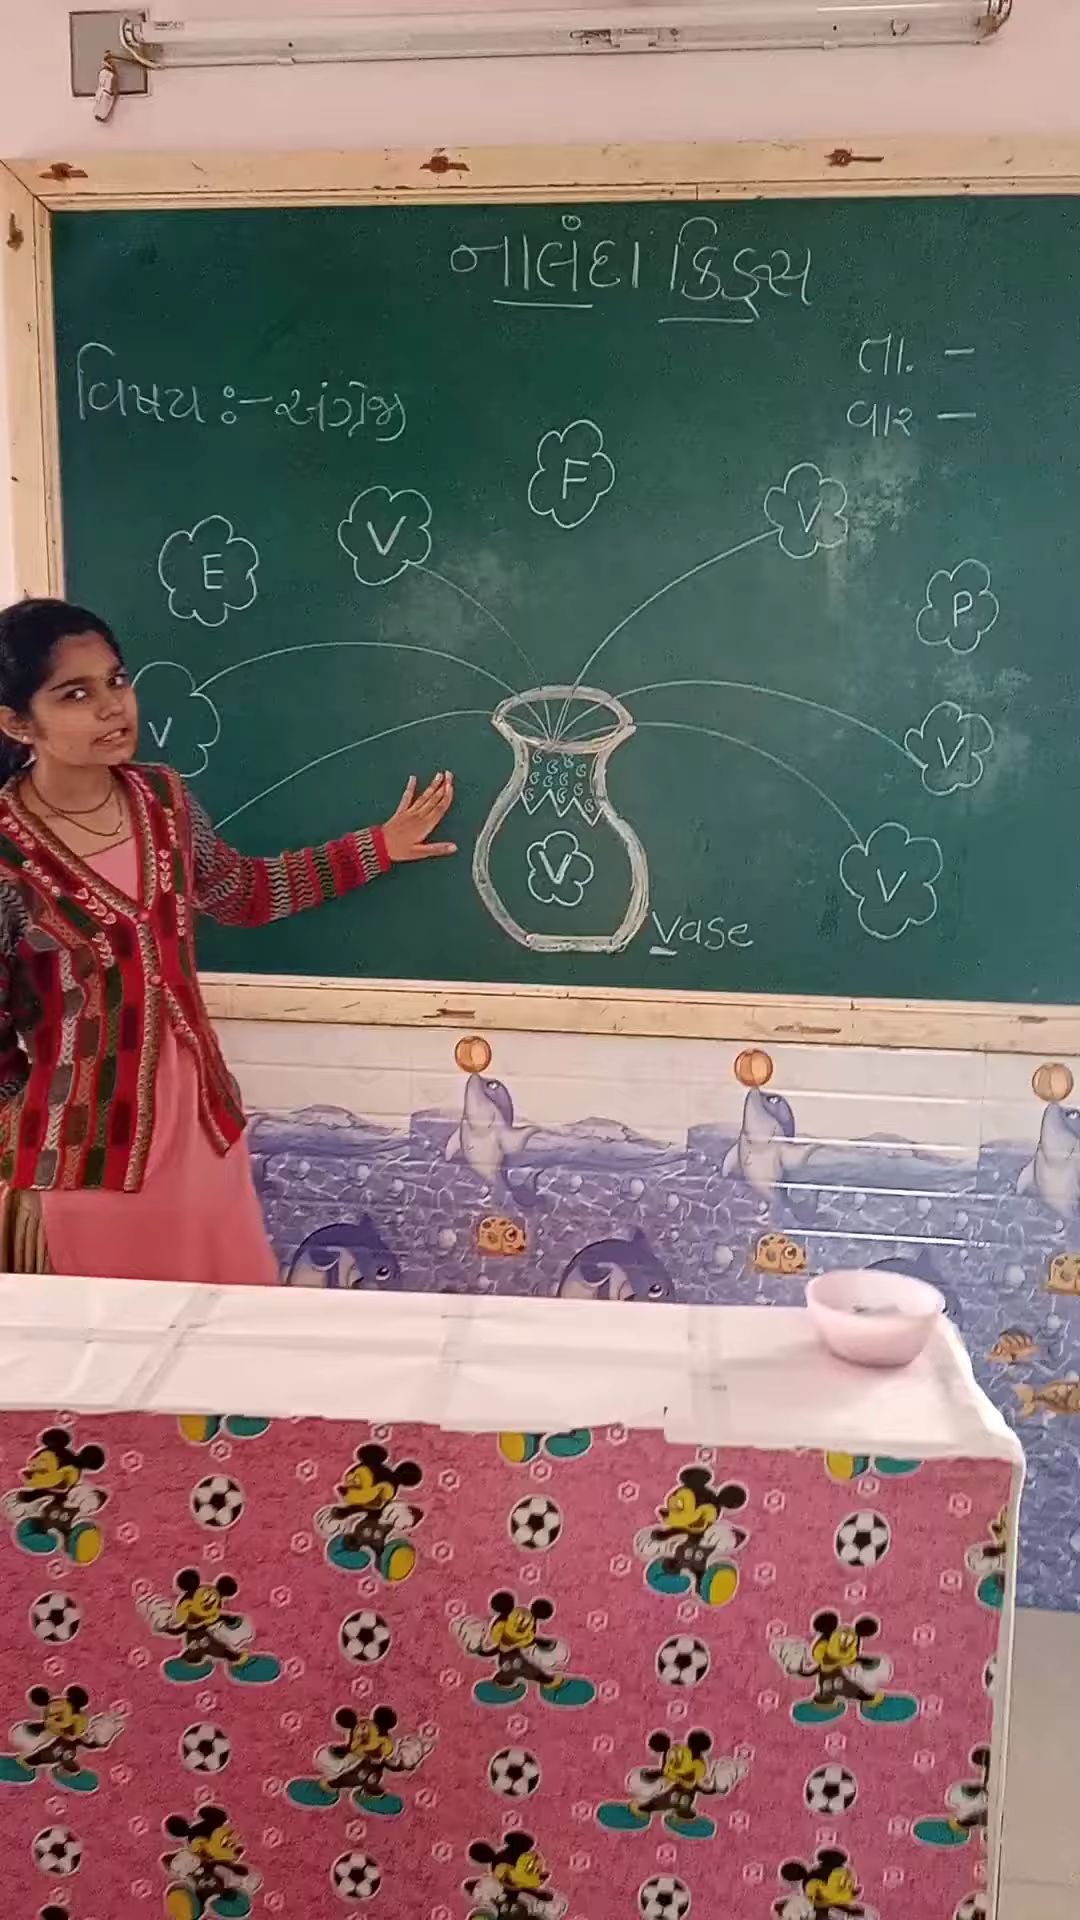 નાલંદા કિડ્સ
તા. -
વિષય :- અંગ્રેજી
વાર -
F
V
V
E
P
V
V
V
V
vase